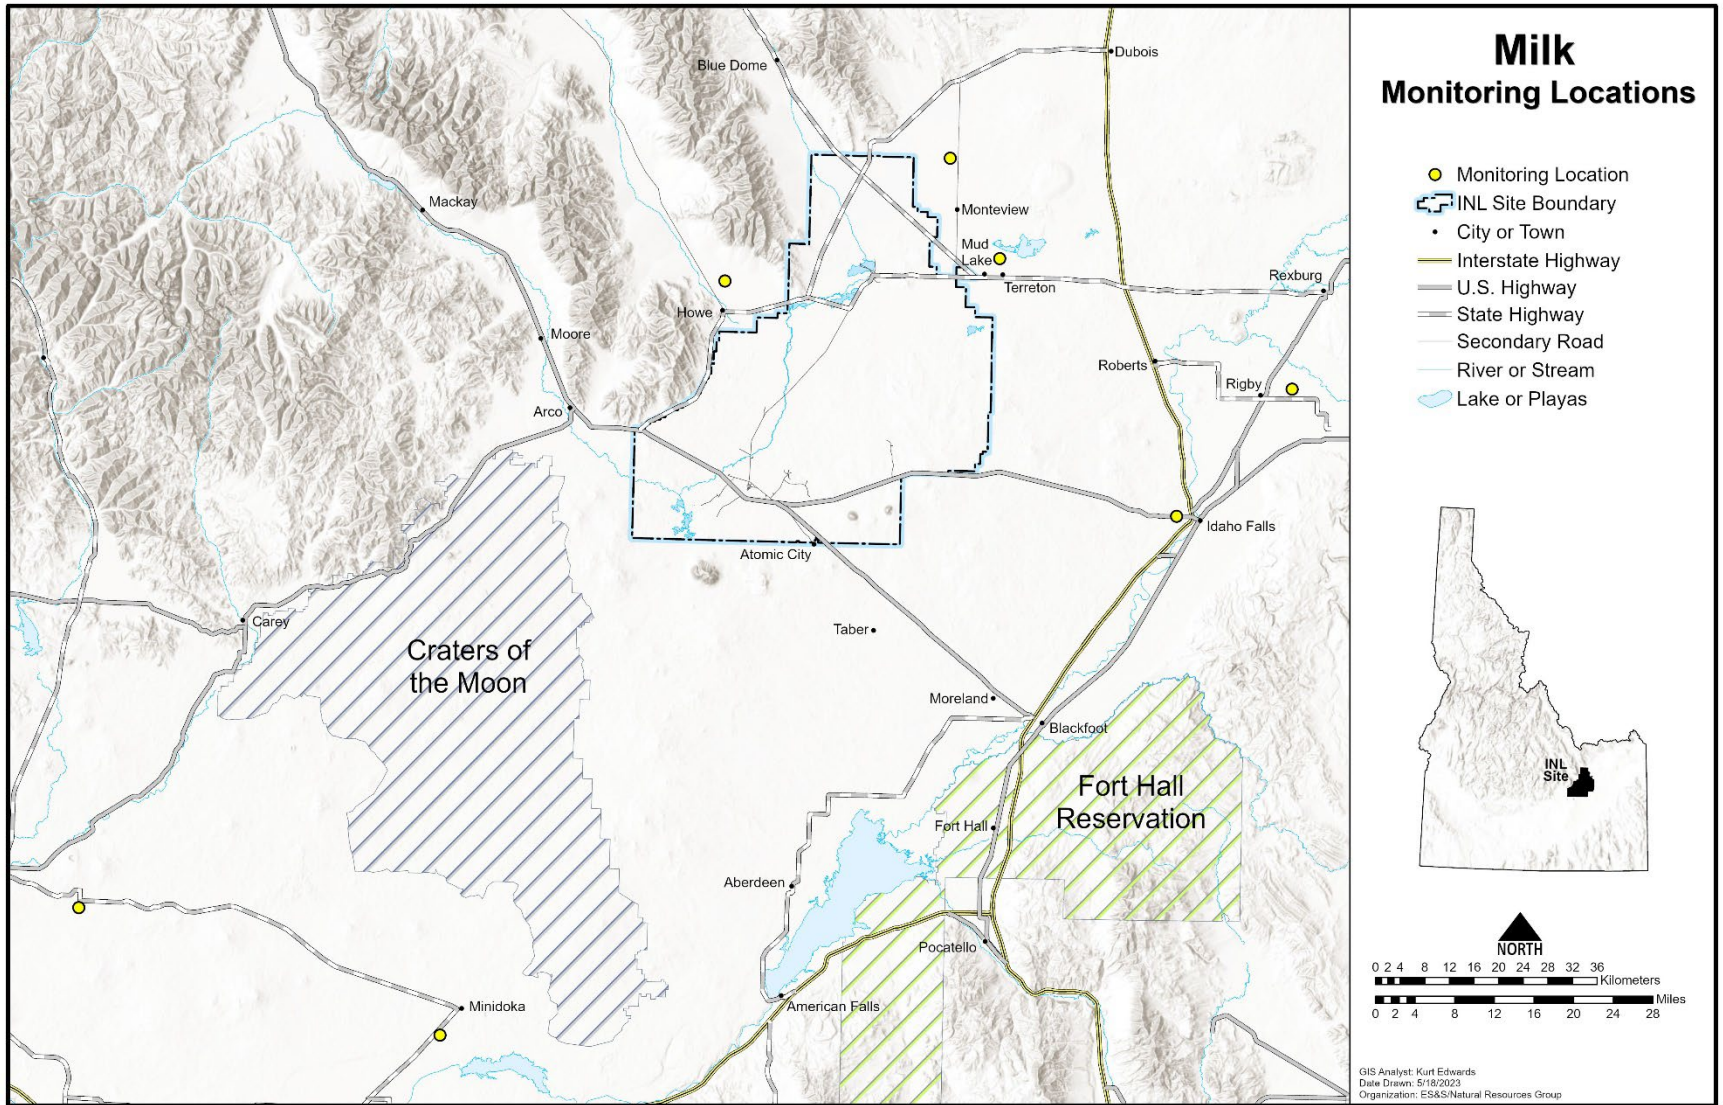 Milk
Monitoring Locations
Monitoring Location
INL Site Boundary
City or Town
Interstate Highway
U.S. Highway
State Highway
Secondary Road
River or Stream
Lake or Playas
Dubois
Blue Dome
Mackay
Monteview
Mud
Lake
Terreton
Rexburg
Howe
Moore
Roberts
Rigby
Arco
Idaho Falls
Atomic City
Carey
Taber
Craters of
the Moon
Moreland
Blackfoot
Fort Hall
Reservation
Fort Hall
Aberdeen
Pocatello
American Falls
Minidoka
INL
Site
NORTH
0 2 4 8 12 16 20 24 28 32 36
Kilometers
Miles
0 2 4 8 12 16 20 24 28
GIS Analyst: Kurt Edwards
Date Drawn: 5/18/2023
Organization: ES&S/Natural Resources Group